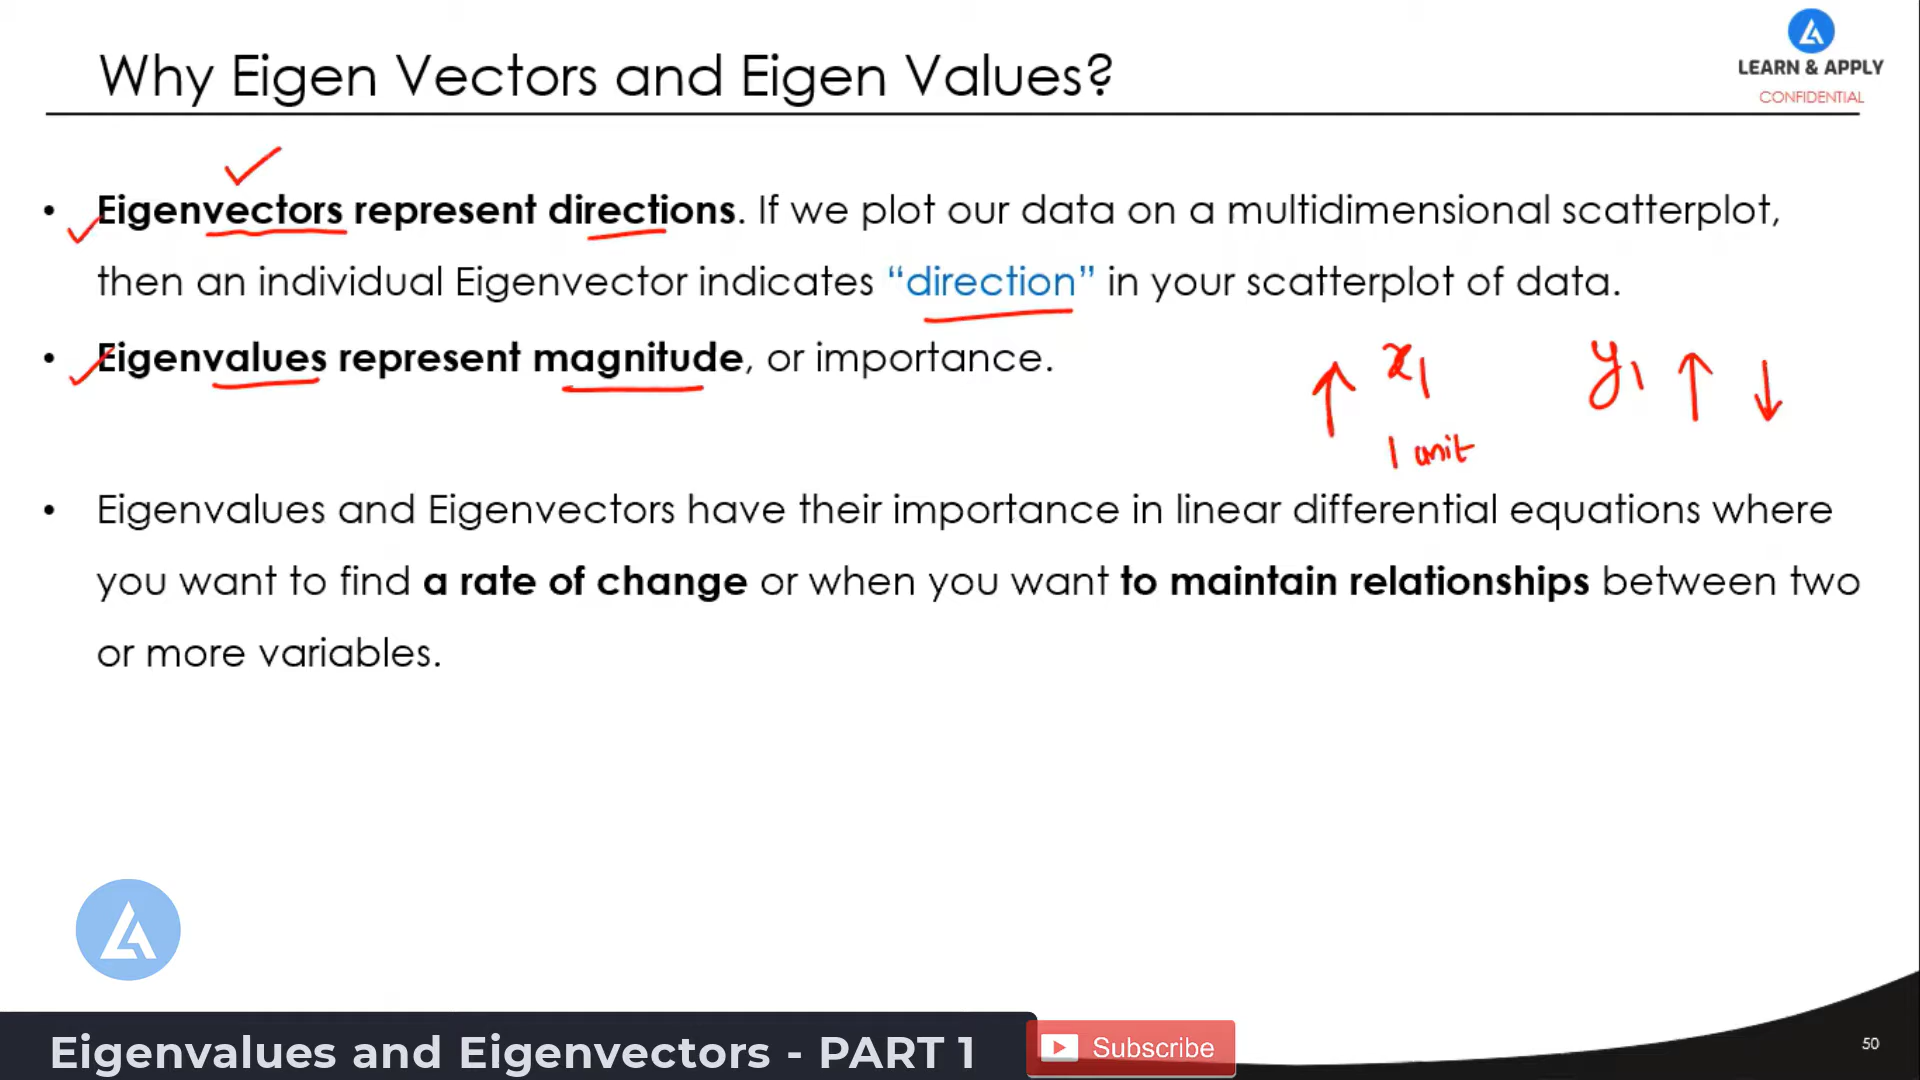 Why Eigen Vectors and Eigen Values?
LEARN & APPLY
CONFIDENTIAL
• Eigenvectors represent directions. If we plot our data on a multidimensional scatterplot,
then an individual Eigenvector indicates “direction” in your scatterplot of data.
• Eigenvalues represent magnitude, or importance.
x1 y1
1 unit
• Eigenvalues and Eigenvectors have their importance in linear differential equations where
you want to find a rate of change or when you want to maintain relationships between two
or more variables.
Eigenvalues and Eigenvectors - PART 1
Subscribe
50